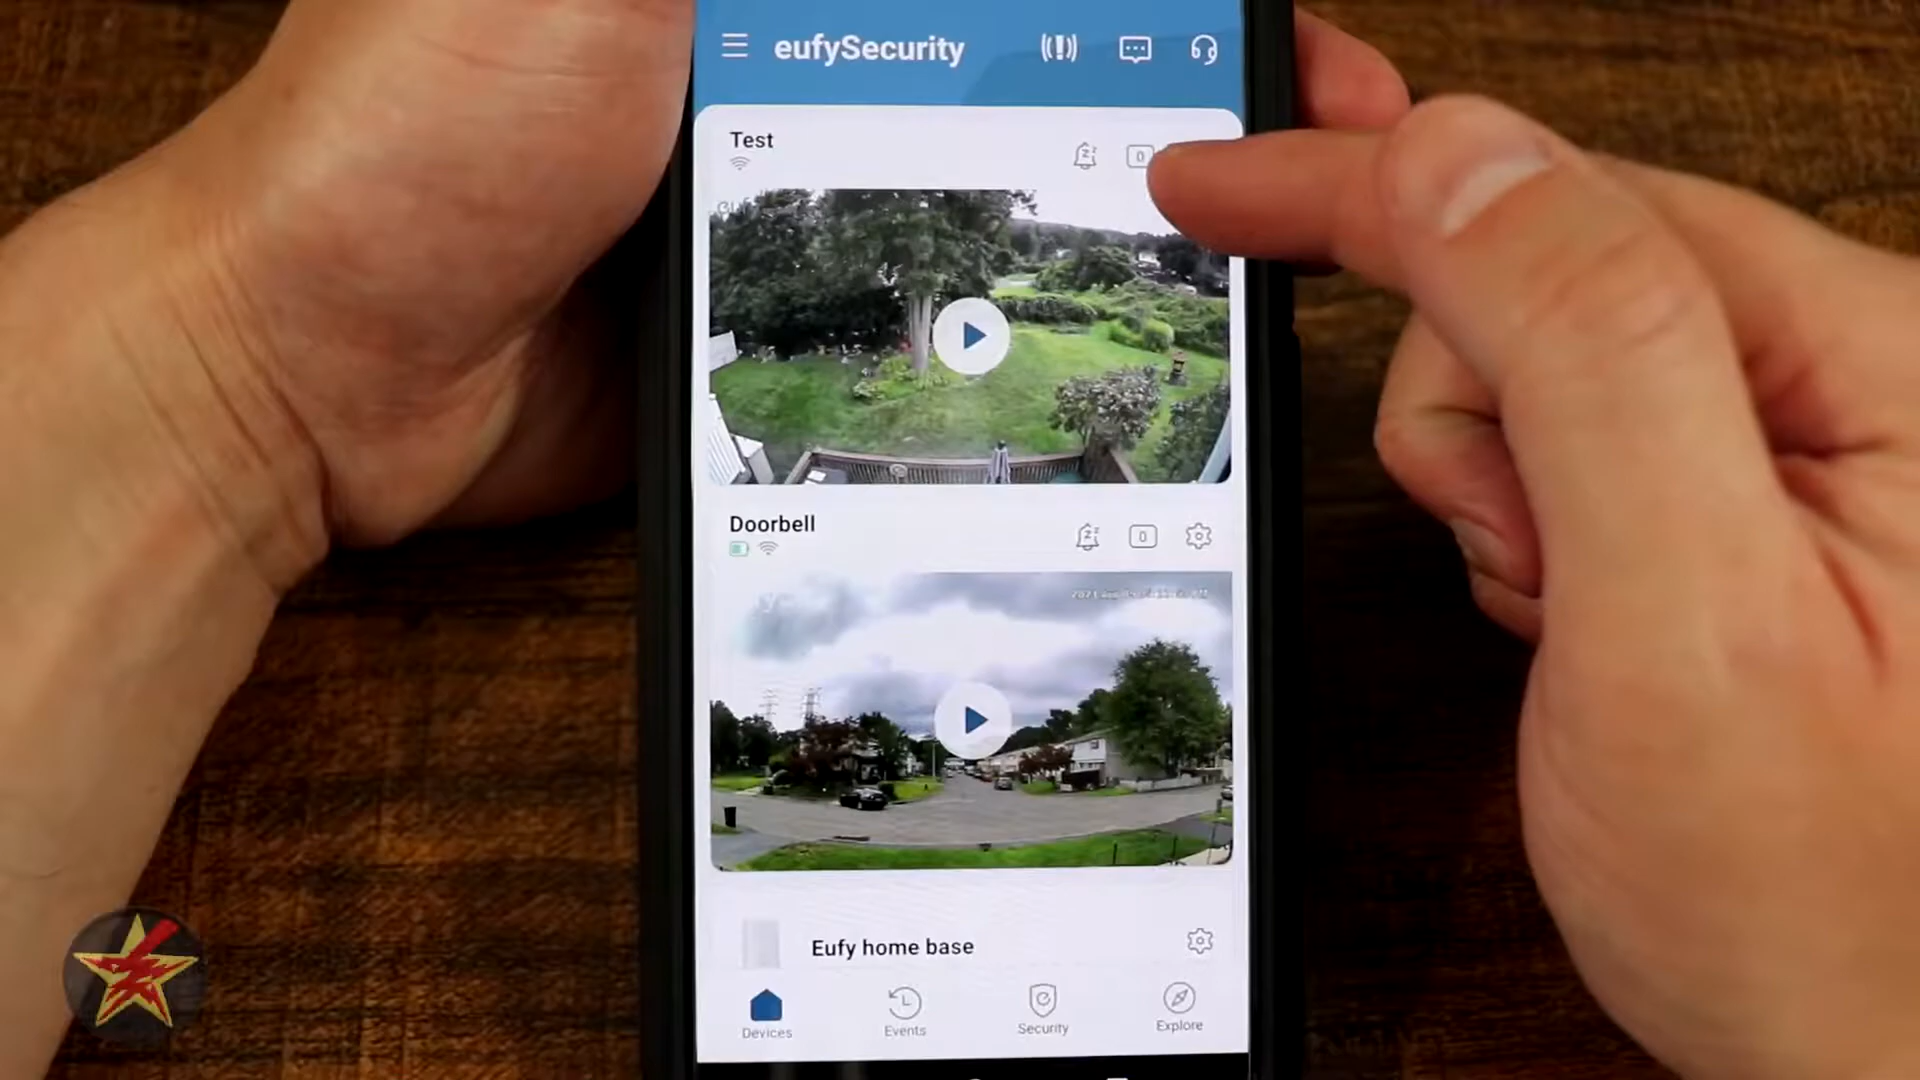 eufySecurity
Test
0
Doorbell
0
Eufy home base
Devices
Events
Security
Explore